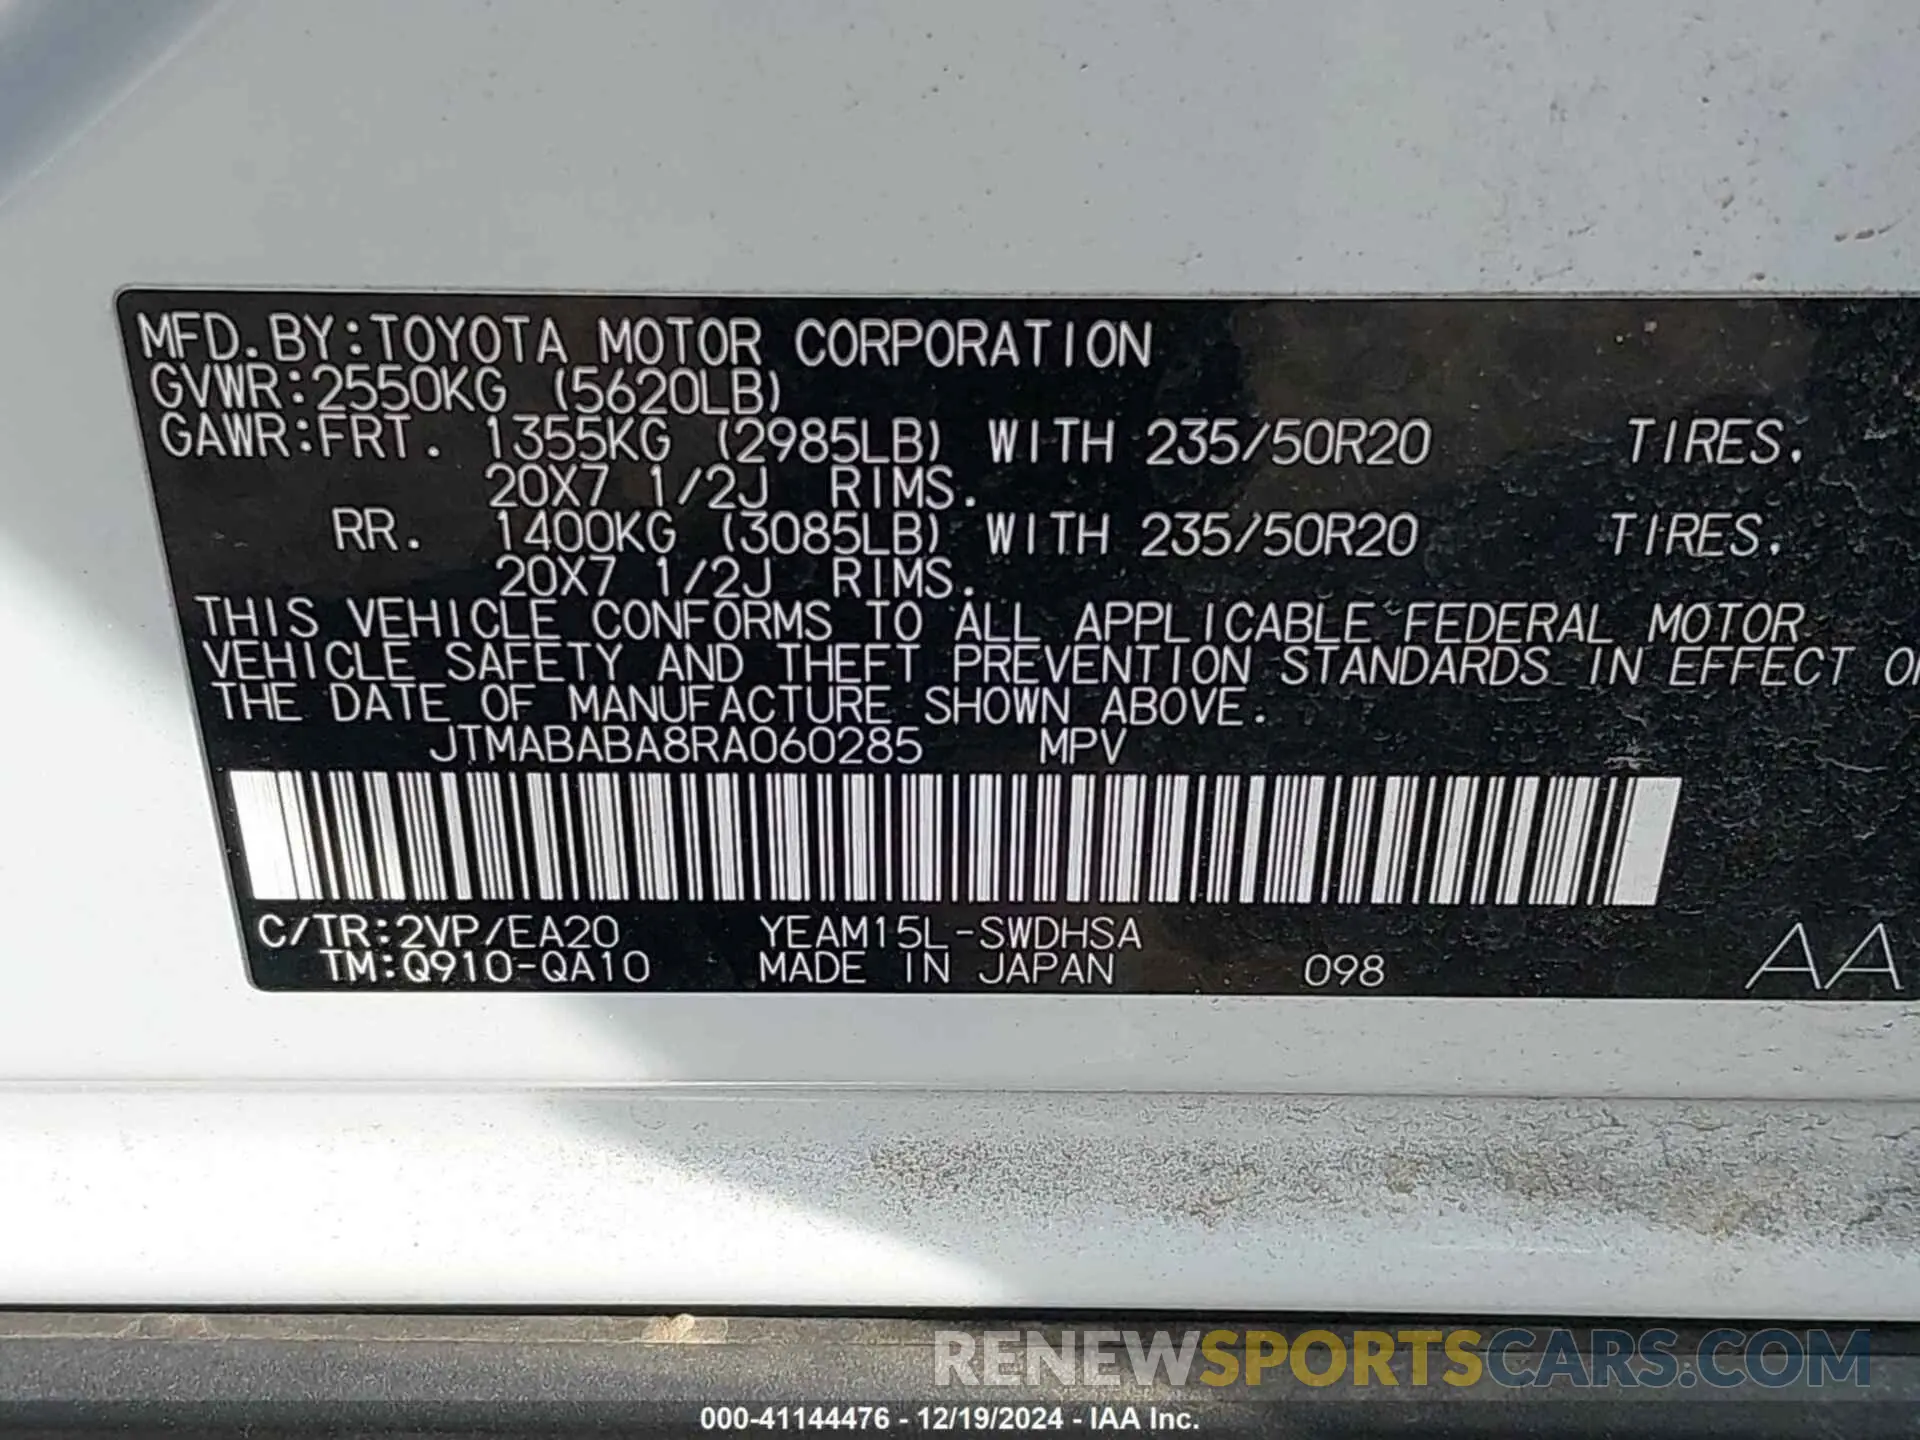 MFD.BY:TOYOTA MOTOR CORPORATION
GVWR:2550KG (5620LB)
GAWR:FRT. 1355KG (2985LB) WITH 235/50R20 TIRES,
20X7 1/2J RIMS.
RR. 1400KG (3085LB) WITH 235/50R20 TIRES,
20X7 1/2J RIMS.
THIS VEHICLE CONFORMS TO ALL APPLICABLE FEDERAL MOTOR
VEHICLE SAFETY AND THEFT PREVENTION STANDARDS IN EFFECT
THE DATE OF MANUFACTURE SHOWN ABOVE.
JTMABABA8RA060285 MPV
C/TR:2VP/EA20 YEAM15L-SWDHSA
TM:Q910-QA10 MADE IN JAPAN 098 AA
RENEWSPORTSCARS.COM
000-41144476 - 12/19/2024 - IAA Inc.